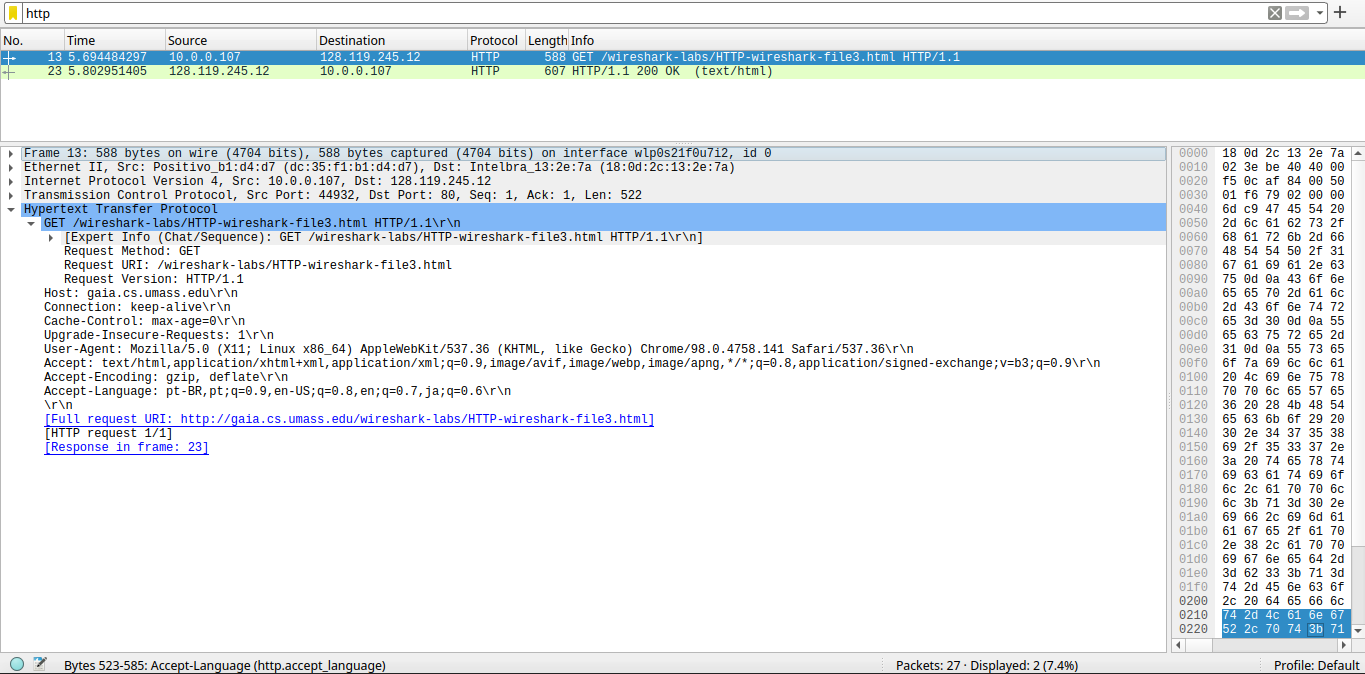 http
No. Time Source Destination Protocol Length Info
13 5.694484297 10.0.0.107 128.119.245.12 HTTP 588 GET /wireshark-labs/HTTP-wireshark-file3.html HTTP/1.1
23 5.802951405 128.119.245.12 10.0.0.107 HTTP 607 HTTP/1.1 200 OK (text/html)
Frame 13: 588 bytes on wire (4704 bits), 588 bytes captured (4704 bits) on interface wlp0s21f0u7i2, id 0
Ethernet II, Src: Positivo_b1:d4:d7 (dc:35:f1:b1:d4:d7), Dst: Intelbra_13:2e:7a (18:0d:2c:13:2e:7a)
Internet Protocol Version 4, Src: 10.0.0.107, Dst: 128.119.245.12
Transmission Control Protocol, Src Port: 44932, Dst Port: 80, Seq: 1, Ack: 1, Len: 522
Hypertext Transfer Protocol
GET /wireshark-labs/HTTP-wireshark-file3.html HTTP/1.1\r\n
[Expert Info (Chat/Sequence): GET /wireshark-labs/HTTP-wireshark-file3.html HTTP/1.1\r\n]
Request Method: GET
Request URI: /wireshark-labs/HTTP-wireshark-file3.html
Request Version: HTTP/1.1
Host: gaia.cs.umass.edu\r\n
Connection: keep-alive\r\n
Cache-Control: max-age=0\r\n
Upgrade-Insecure-Requests: 1\r\n
User-Agent: Mozilla/5.0 (X11; Linux x86_64) AppleWebKit/537.36 (KHTML, like Gecko) Chrome/98.0.4758.141 Safari/537.36\r\n
Accept: text/html,application/xhtml+xml,application/xml;q=0.9,image/avif,image/webp,image/apng,*/*;q=0.8,application/signed-exchange;v=b3;q=0.9\r\n
Accept-Encoding: gzip, deflate\r\n
Accept-Language: pt-BR,pt;q=0.9,en-US;q=0.8,en;q=0.7,ja;q=0.6\r\n
\r\n
[Full request URI: http://gaia.cs.umass.edu/wireshark-labs/HTTP-wireshark-file3.html]
[HTTP request 1/1]
[Response in frame: 23]
0000 18 0d 2c 13 2e 7a
0010 02 3e be 40 40 00
0020 f5 0c af 84 00 50
0030 01 f6 79 02 00 00
0040 6d c9 47 45 54 20
0050 2d 6c 61 62 73 2f
0060 68 61 72 6b 2d 66
0070 48 54 54 50 2f 31
0080 67 61 69 61 2e 63
0090 75 0d 0a 43 6f 6e
00a0 65 65 70 2d 61 6c
00b0 2d 43 6f 6e 74 72
00c0 65 3d 30 0d 0a 55
00d0 65 63 75 72 65 2d
00e0 31 0d 0a 55 73 65
00f0 6f 7a 69 6c 6c 61
0100 20 4c 69 6e 75 78
0110 70 70 6c 65 57 65
0120 36 20 28 4b 48 54
0130 65 63 6b 6f 29 20
0140 30 2e 34 37 35 38
0150 69 2f 35 33 37 2e
0160 3a 20 74 65 78 74
0170 69 63 61 74 69 6f
0180 6c 2c 61 70 70 6c
0190 6c 3b 71 3d 30 2e
01a0 69 66 2c 69 6d 61
01b0 61 67 65 2f 61 70
01c0 2e 38 2c 61 70 70
01d0 69 67 6e 65 64 2d
01e0 3d 62 33 3b 71 3d
01f0 74 2d 45 6e 63 6f
0200 2c 20 64 65 66 6c
0210 74 2d 4c 61 6e 67
0220 52 2c 70 74 3b 71
Bytes 523-585: Accept-Language (http.accept_language)
Packets: 27 · Displayed: 2 (7.4%)
Profile: Default